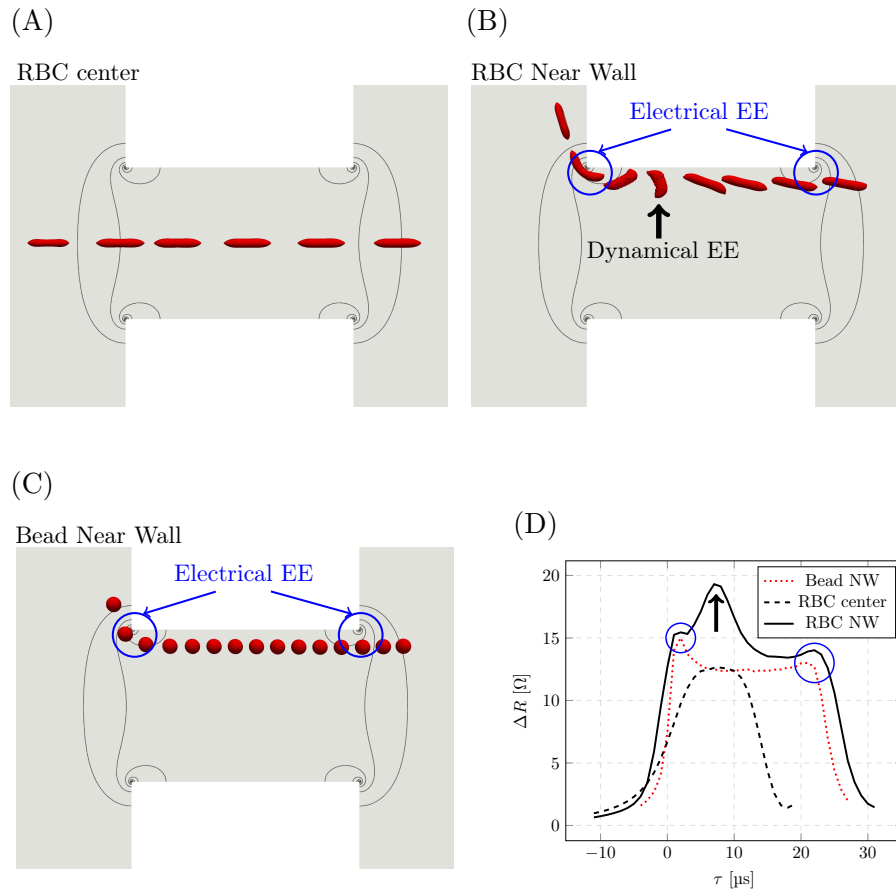 (A)
RBC center
(B)
RBC Near Wall
Electrical EE
Dynamical EE
(C)
Bead Near Wall
Electrical EE
(D)
Bead NW
RBC center
RBC NW
20
15
10
5
0
ΔR [Ω]
−10 0 10 20 30
τ [µs]